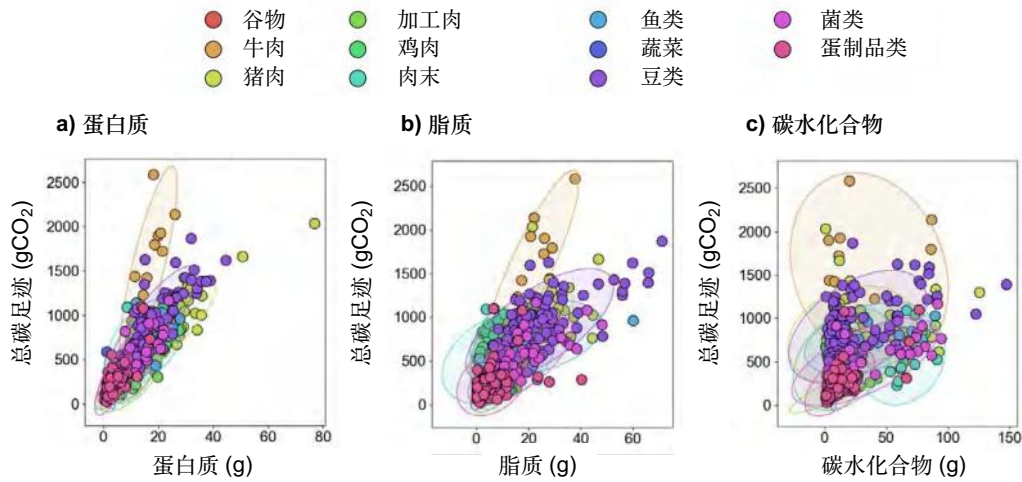 谷物 加工肉 鱼类 菌类
牛肉 鸡肉 蔬菜 蛋制品类
猪肉 肉末 豆类
a) 蛋白质
总碳足迹 (gCO₂)
2500
2000
1500
1000
500
0
0 20 40 60 80
蛋白质 (g)
b) 脂质
总碳足迹 (gCO₂)
2500
2000
1500
1000
500
0
0 20 40 60
脂质 (g)
c) 碳水化合物
总碳足迹 (gCO₂)
2500
2000
1500
1000
500
0
0 50 100 150
碳水化合物 (g)